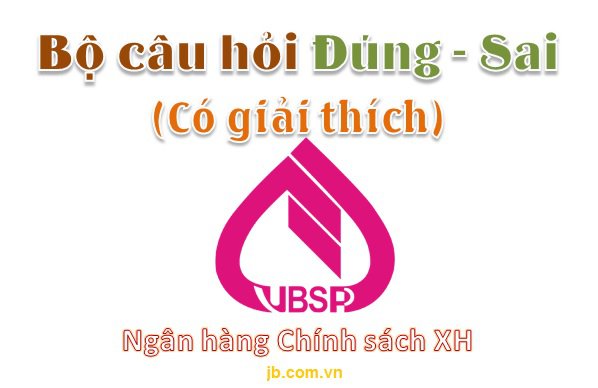 Bộ câu hỏi Đúng - Sai
(Có giải thích)
VBSP
Ngân hàng Chính sách XH
jb.com.vn